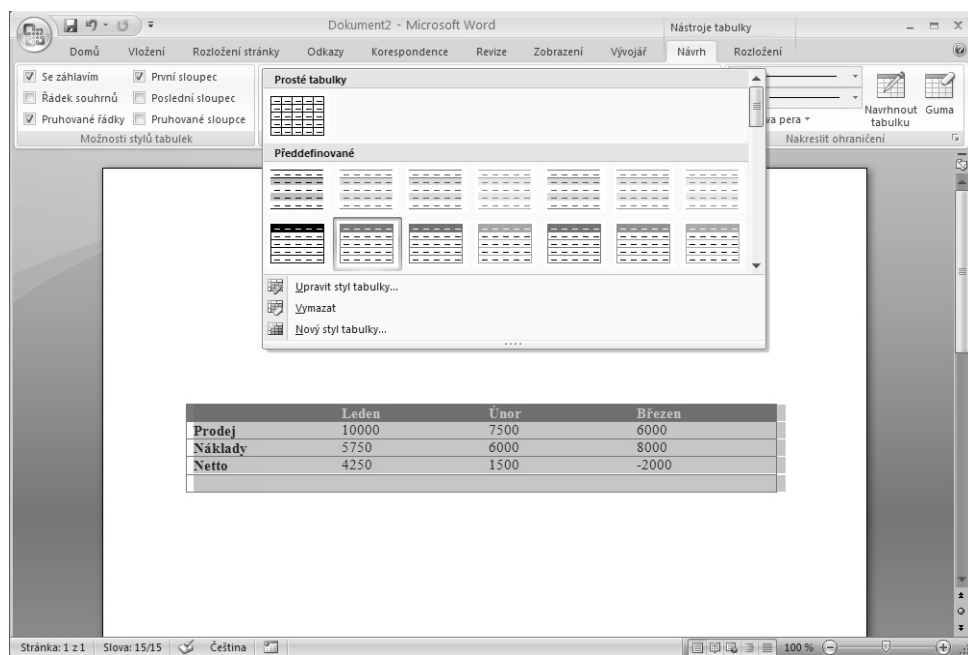 Dokument2 - Microsoft Word
Nástroje tabulky
Domů Vložení Rozložení stránky Odkazy Korespondence Revize Zobrazení Vývojář Návrh Rozložení
Se záhlavím
První sloupec
Řádek souhrnů
Poslední sloupec
Pruhované řádky
Pruhované sloupce
Možnosti stylů tabulek
Prosté tabulky
Předdefinované
Upravit styl tabulky...
Vymazat
Nový styl tabulky...
va pera
Navrhnout tabulku
Guma
Nakreslit ohraničení
Leden Únor Březen
Prodej 10000 7500 6000
Náklady 5750 6000 8000
Netto 4250 1500 -2000
Stránka: 1 z 1 Slova: 15/15 Čeština 100 %